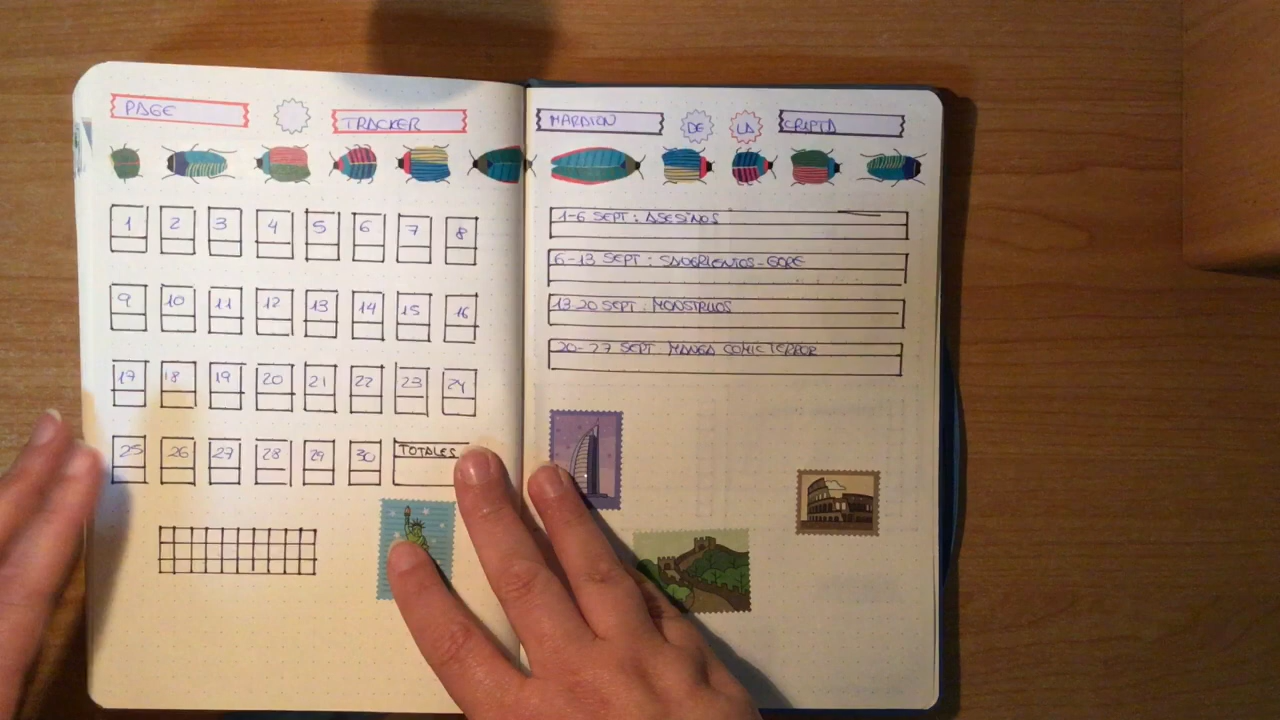 PAGE TRACKER
1 2 3 4 5 6 7 8
9 10 11 12 13 14 15 16
17 18 19 20 21 22 23 24
25 26 27 28 29 30 TOTALES
MARATON DE LA CRIPTA
1-6 SEPT: ASESINOS
6-13 SEPT: SANGRIENTOS-GORE
13-20 SEPT. MONSTRUOS
20-27 SEPT MANGA COMIC TERROR